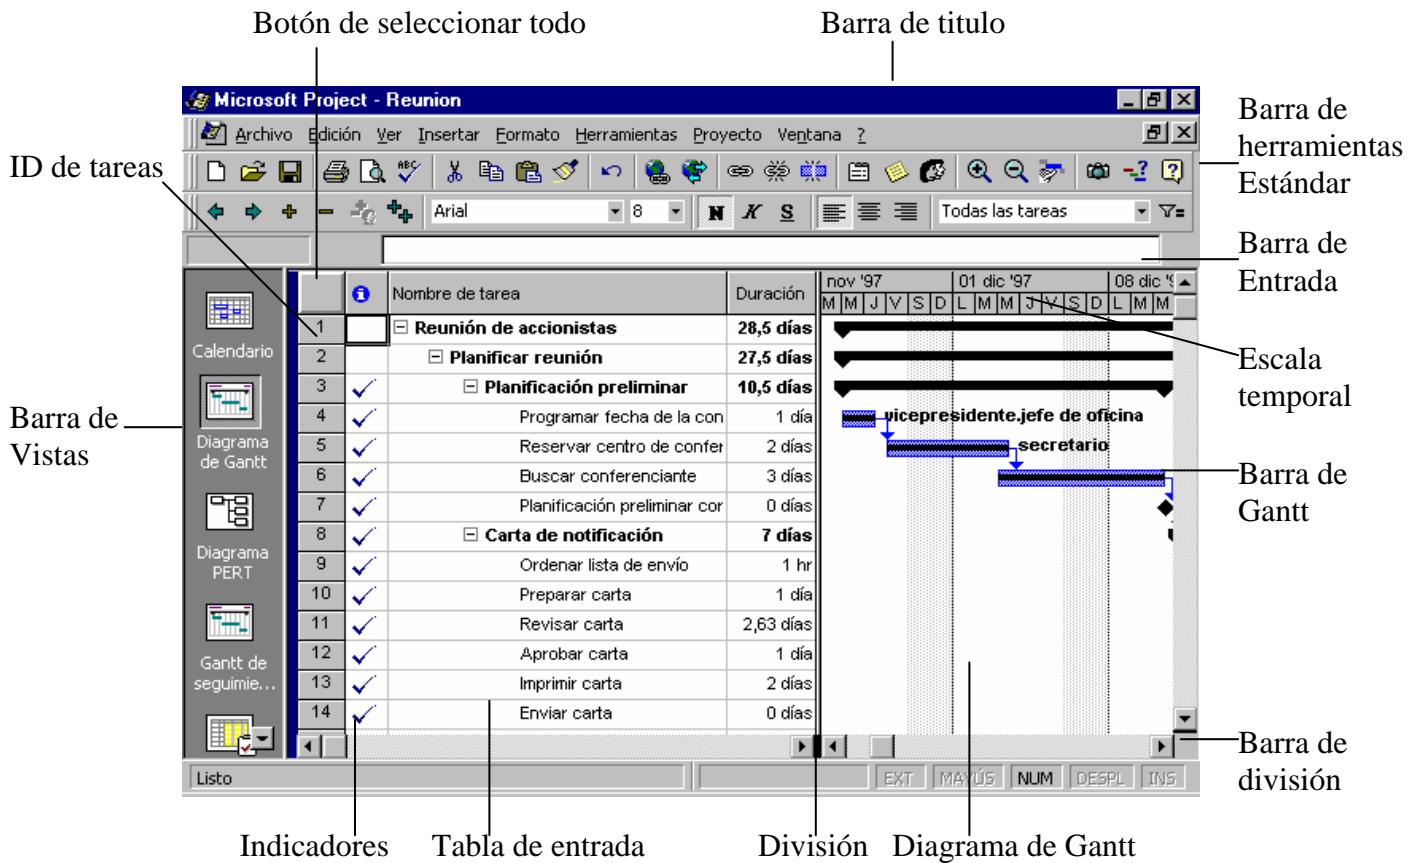 Botón de seleccionar todo
Barra de titulo
Microsoft Project - Reunion
Archivo Edición Ver Insertar Formato Herramientas Proyecto Ventana ?
Barra de
herramientas
Estándar
ID de tareas
ABC
Arial 8 N K S Todas las tareas
Barra de
Entrada
Nombre de tarea Duración
nov '97 01 dic '97 08 dic '9
M M J V S D L M M J V S D L M M
1 Reunión de accionistas 28,5 días
2 Planificar reunión 27,5 días
3 Planificación preliminar 10,5 días
4 Programar fecha de la con 1 día
5 Reservar centro de confer 2 días
6 Buscar conferenciante 3 días
7 Planificación preliminar cor 0 días
8 Carta de notificación 7 días
9 Ordenar lista de envío 1 hr
10 Preparar carta 1 día
11 Revisar carta 2,63 días
12 Aprobar carta 1 día
13 Imprimir carta 2 días
14 Enviar carta 0 días
vicepresidente.jefe de oficina
secretario
Calendario
Diagrama
de Gantt
Diagrama
PERT
Gantt de
seguimie...
Barra de
Vistas
Escala
temporal
Barra de
Gantt
Barra de
división
Listo EXT MAYÚS NUM DESPL INS
Indicadores
Tabla de entrada
División
Diagrama de Gantt